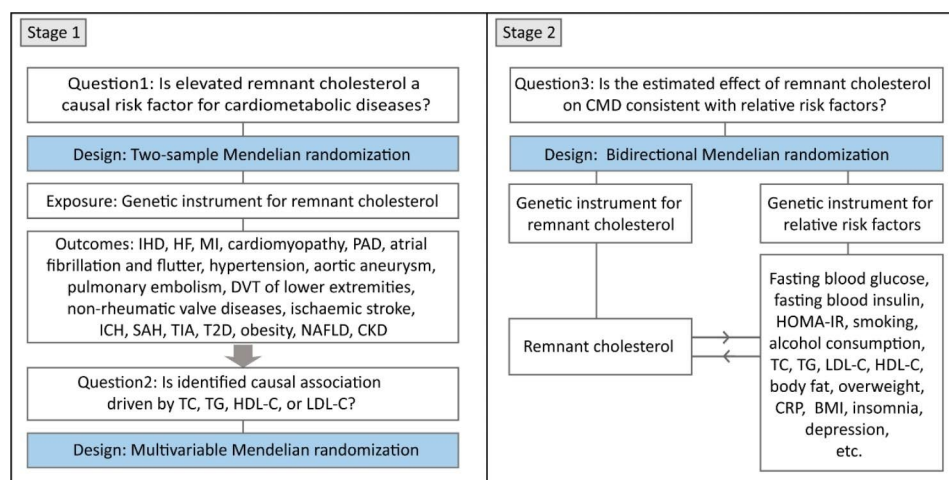 Stage 1
Question1: Is elevated remnant cholesterol a
causal risk factor for cardiometabolic diseases?
Design: Two-sample Mendelian randomization
Exposure: Genetic instrument for remnant cholesterol
Outcomes: IHD, HF, MI, cardiomyopathy, PAD, atrial
fibrillation and flutter, hypertension, aortic aneurysm,
pulmonary embolism, DVT of lower extremities,
non-rheumatic valve diseases, ischaemic stroke,
ICH, SAH, TIA, T2D, obesity, NAFLD, CKD
Question2: Is identified causal association
driven by TC, TG, HDL-C, or LDL-C?
Design: Multivariable Mendelian randomization
Stage 2
Question3: Is the estimated effect of remnant cholesterol
on CMD consistent with relative risk factors?
Design: Bidirectional Mendelian randomization
Genetic instrument for
remnant cholesterol
Remnant cholesterol
Genetic instrument for
relative risk factors
Fasting blood glucose,
fasting blood insulin,
HOMA-IR, smoking,
alcohol consumption,
TC, TG, LDL-C, HDL-C,
body fat, overweight,
CRP, BMI, insomnia,
depression,
etc.